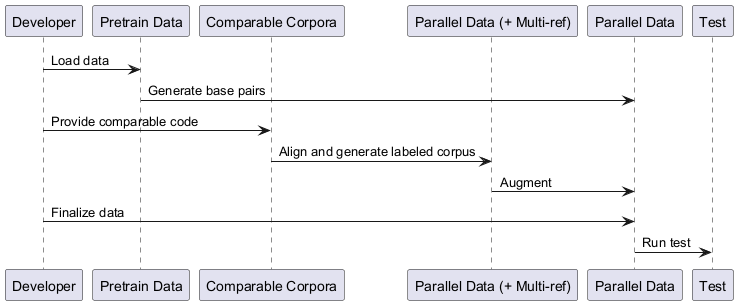 Developer Pretrain Data Comparable Corpora Parallel Data (+ Multi-ref) Parallel Data Test
Load data
Generate base pairs
Provide comparable code
Align and generate labeled corpus
Augment
Finalize data
Run test
Developer Pretrain Data Comparable Corpora Parallel Data (+ Multi-ref) Parallel Data Test